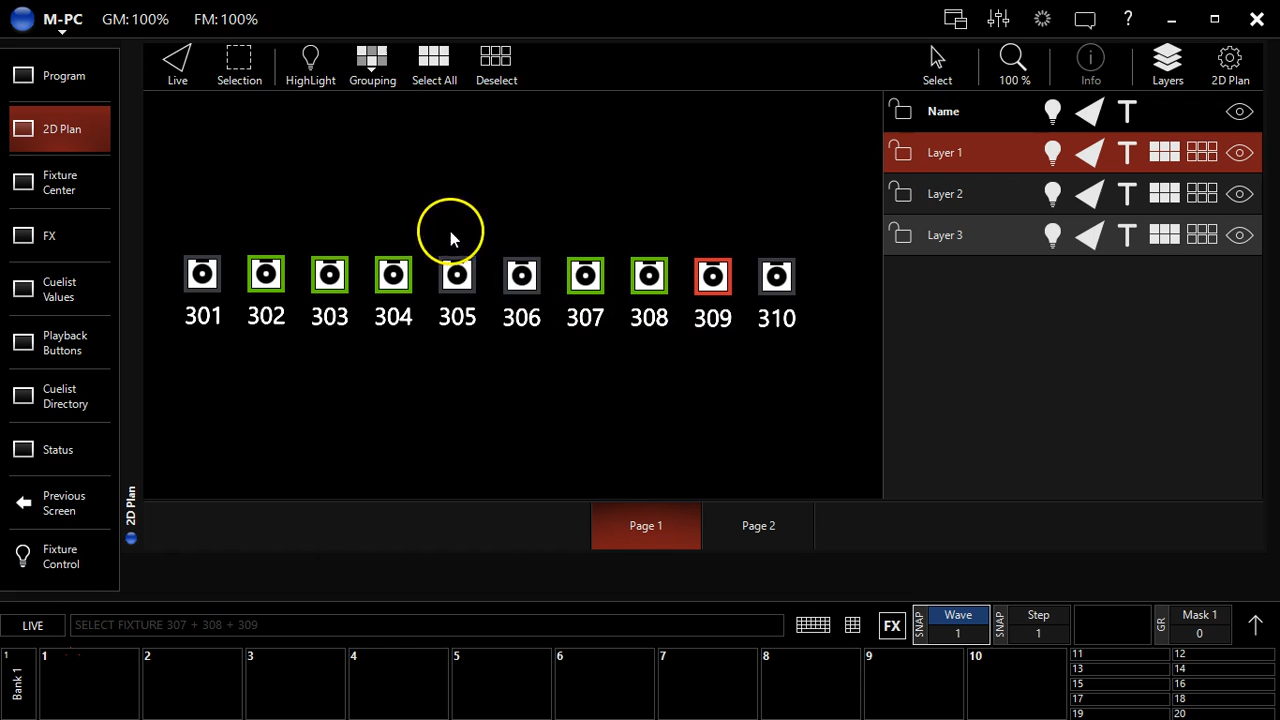 M-PC GM:100% FM:100% ?
Program
2D Plan
Fixture
Center
FX
Cuelist
Values
Playback
Buttons
Cuelist
Directory
Status
Previous
Screen
Fixture
Control
Live Selection HighLight Grouping Select All Deselect Select 100 % Info Layers 2D Plan
Name T
Layer 1 T
Layer 2 T
Layer 3 T
301 302 303 304 305 306 307 308 309 310
2D Plan
Page 1 Page 2
LIVE SELECT FIXTURE 307 + 308 + 309 FX SNAP Wave 1 SNAP Step 1 GR Mask 1 0
1 Bank 1 1 2 3 4 5 6 7 8 9 10
11 12
13 14
15 16
17 18
19 20